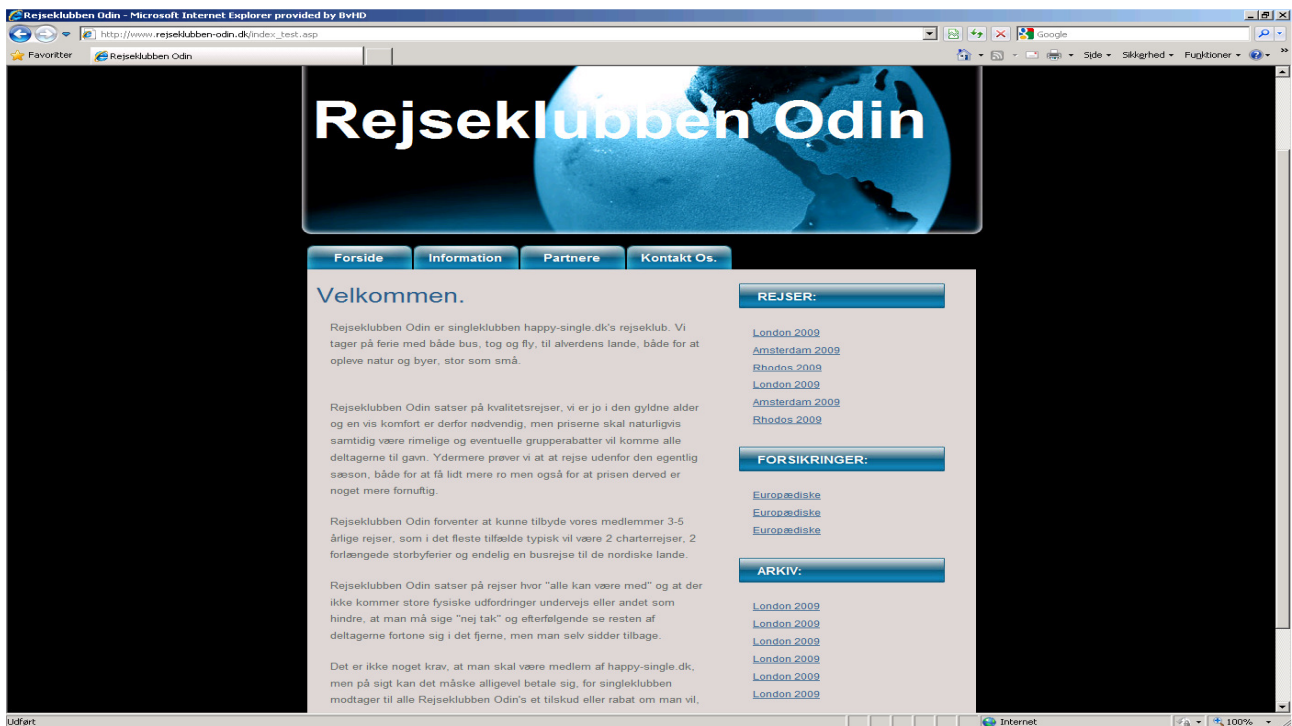 Rejseklubben Odin - Microsoft Internet Explorer provided by BvHD
http://www.rejseklubben-odin.dk/index_test.asp
Google
Favoritter
Rejseklubben Odin
Side
Sikkerhed
Funktioner
Rejseklubben Odin
Forside
Information
Partnere
Kontakt Os.
Velkommen.
Rejseklubben Odin er singleklubben happy-single.dk's rejseklub. Vi
tager på ferie med både bus, tog og fly, til alverdens lande, både for at
opleve natur og byer, stor som små.
Rejseklubben Odin satser på kvalitetsrejser, vi er jo i den gyldne alder
og en vis komfort er derfor nødvendig, men priserne skal naturligvis
samtidig være rimelige og eventuelle grupperabatter vil komme alle
deltagerne til gavn. Ydermere prøver vi at at rejse udenfor den egentlig
sæson, både for at få lidt mere ro men også for at prisen derved er
noget mere fornuftig.
Rejseklubben Odin forventer at kunne tilbyde vores medlemmer 3-5
årlige rejser, som i det fleste tilfælde typisk vil være 2 charterrejser, 2
forlængede storbyferier og endelig en busrejse til de nordiske lande.
Rejseklubben Odin satser på rejser hvor "alle kan være med" og at der
ikke kommer store fysiske udfordringer undervejs eller andet som
hindre, at man må sige "nej tak" og efterfølgende se resten af
deltagerne fortone sig i det fjerne, men man selv sidder tilbage.
Det er ikke noget krav, at man skal være medlem af happy-single.dk,
men på sigt kan det måske alligevel betale sig, for singleklubben
modtager til alle Rejseklubben Odin's et tilskud eller rabat om man vil,
REJSER:
London 2009
Amsterdam 2009
Rhodos 2009
London 2009
Amsterdam 2009
Rhodos 2009
FORSIKRINGER:
Europædiske
Europædiske
Europædiske
ARKIV:
London 2009
London 2009
London 2009
London 2009
London 2009
London 2009
Udført
Internet
100%